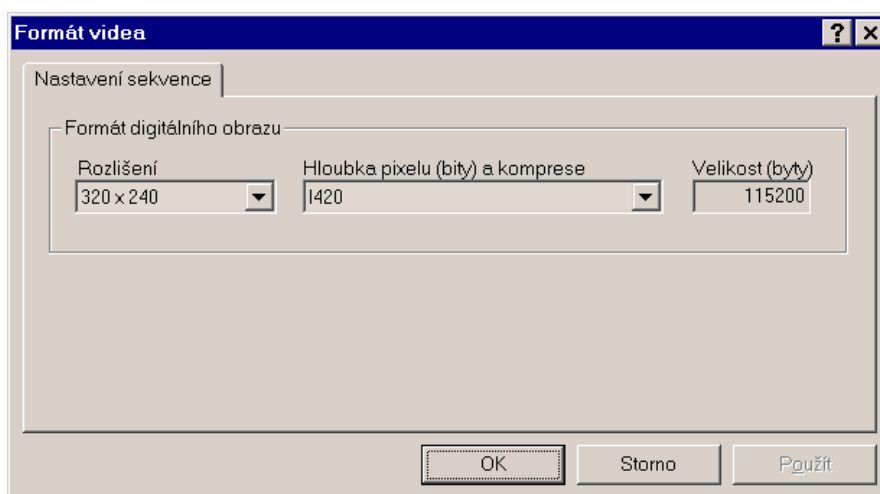 Formát videa
Nastavení sekvence
Formát digitálního obrazu
Rozlišení Hloubka pixelu (bity) a komprese Velikost (byty)
320 x 240 I420 115200
OK Storno Použít